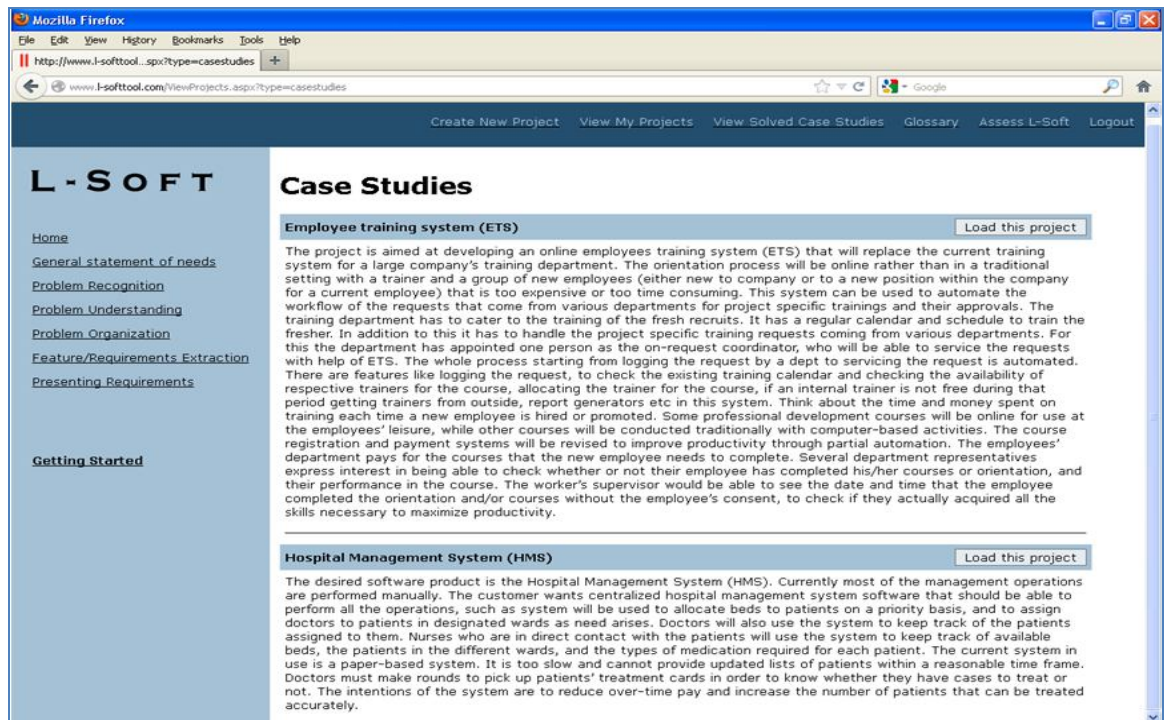 Mozilla Firefox
File Edit View History Bookmarks Tools Help
http://www.l-softtool...spx?type=casestudies +
www.l-softtool.com/ViewProjects.aspx?type=casestudies
Google
Create New Project View My Projects View Solved Case Studies Glossary Assess L-Soft Logout
L-SOFT
Home
General statement of needs
Problem Recognition
Problem Understanding
Problem Organization
Feature/Requirements Extraction
Presenting Requirements
Getting Started
Case Studies
Employee training system (ETS) Load this project
The project is aimed at developing an online employees training system (ETS) that will replace the current training
system for a large company's training department. The orientation process will be online rather than in a traditional
setting with a trainer and a group of new employees (either new to company or to a new position within the company
for a current employee) that is too expensive or too time consuming. This system can be used to automate the
workflow of the requests that come from various departments for project specific trainings and their approvals. The
training department has to cater to the training of the fresh recruits. It has a regular calendar and schedule to train the
fresher. In addition to this it has to handle the project specific training requests coming from various departments. For
this the department has appointed one person as the on-request coordinator, who will be able to service the requests
with help of ETS. The whole process starting from logging the request by a dept to servicing the request is automated.
There are features like logging the request, to check the existing training calendar and checking the availability of
respective trainers for the course, allocating the trainer for the course, if an internal trainer is not free during that
period getting trainers from outside, report generators etc in this system. Think about the time and money spent on
training each time a new employee is hired or promoted. Some professional development courses will be online for use at
the employees' leisure, while other courses will be conducted traditionally with computer-based activities. The course
registration and payment systems will be revised to improve productivity through partial automation. The employees'
department pays for the courses that the new employee needs to complete. Several department representatives
express interest in being able to check whether or not their employee has completed his/her courses or orientation, and
their performance in the course. The worker's supervisor would be able to see the date and time that the employee
completed the orientation and/or courses without the employee's consent, to check if they actually acquired all the
skills necessary to maximize productivity.
Hospital Management System (HMS) Load this project
The desired software product is the Hospital Management System (HMS). Currently most of the management operations
are performed manually. The customer wants centralized hospital management system software that should be able to
perform all the operations, such as system will be used to allocate beds to patients on a priority basis, and to assign
doctors to patients in designated wards as need arises. Doctors will also use the system to keep track of the patients
assigned to them. Nurses who are in direct contact with the patients will use the system to keep track of available
beds, the patients in the different wards, and the types of medication required for each patient. The current system in
use is a paper-based system. It is too slow and cannot provide updated lists of patients within a reasonable time frame.
Doctors must make rounds to pick up patients' treatment cards in order to know whether they have cases to treat or
not. The intentions of the system are to reduce over-time pay and increase the number of patients that can be treated
accurately.